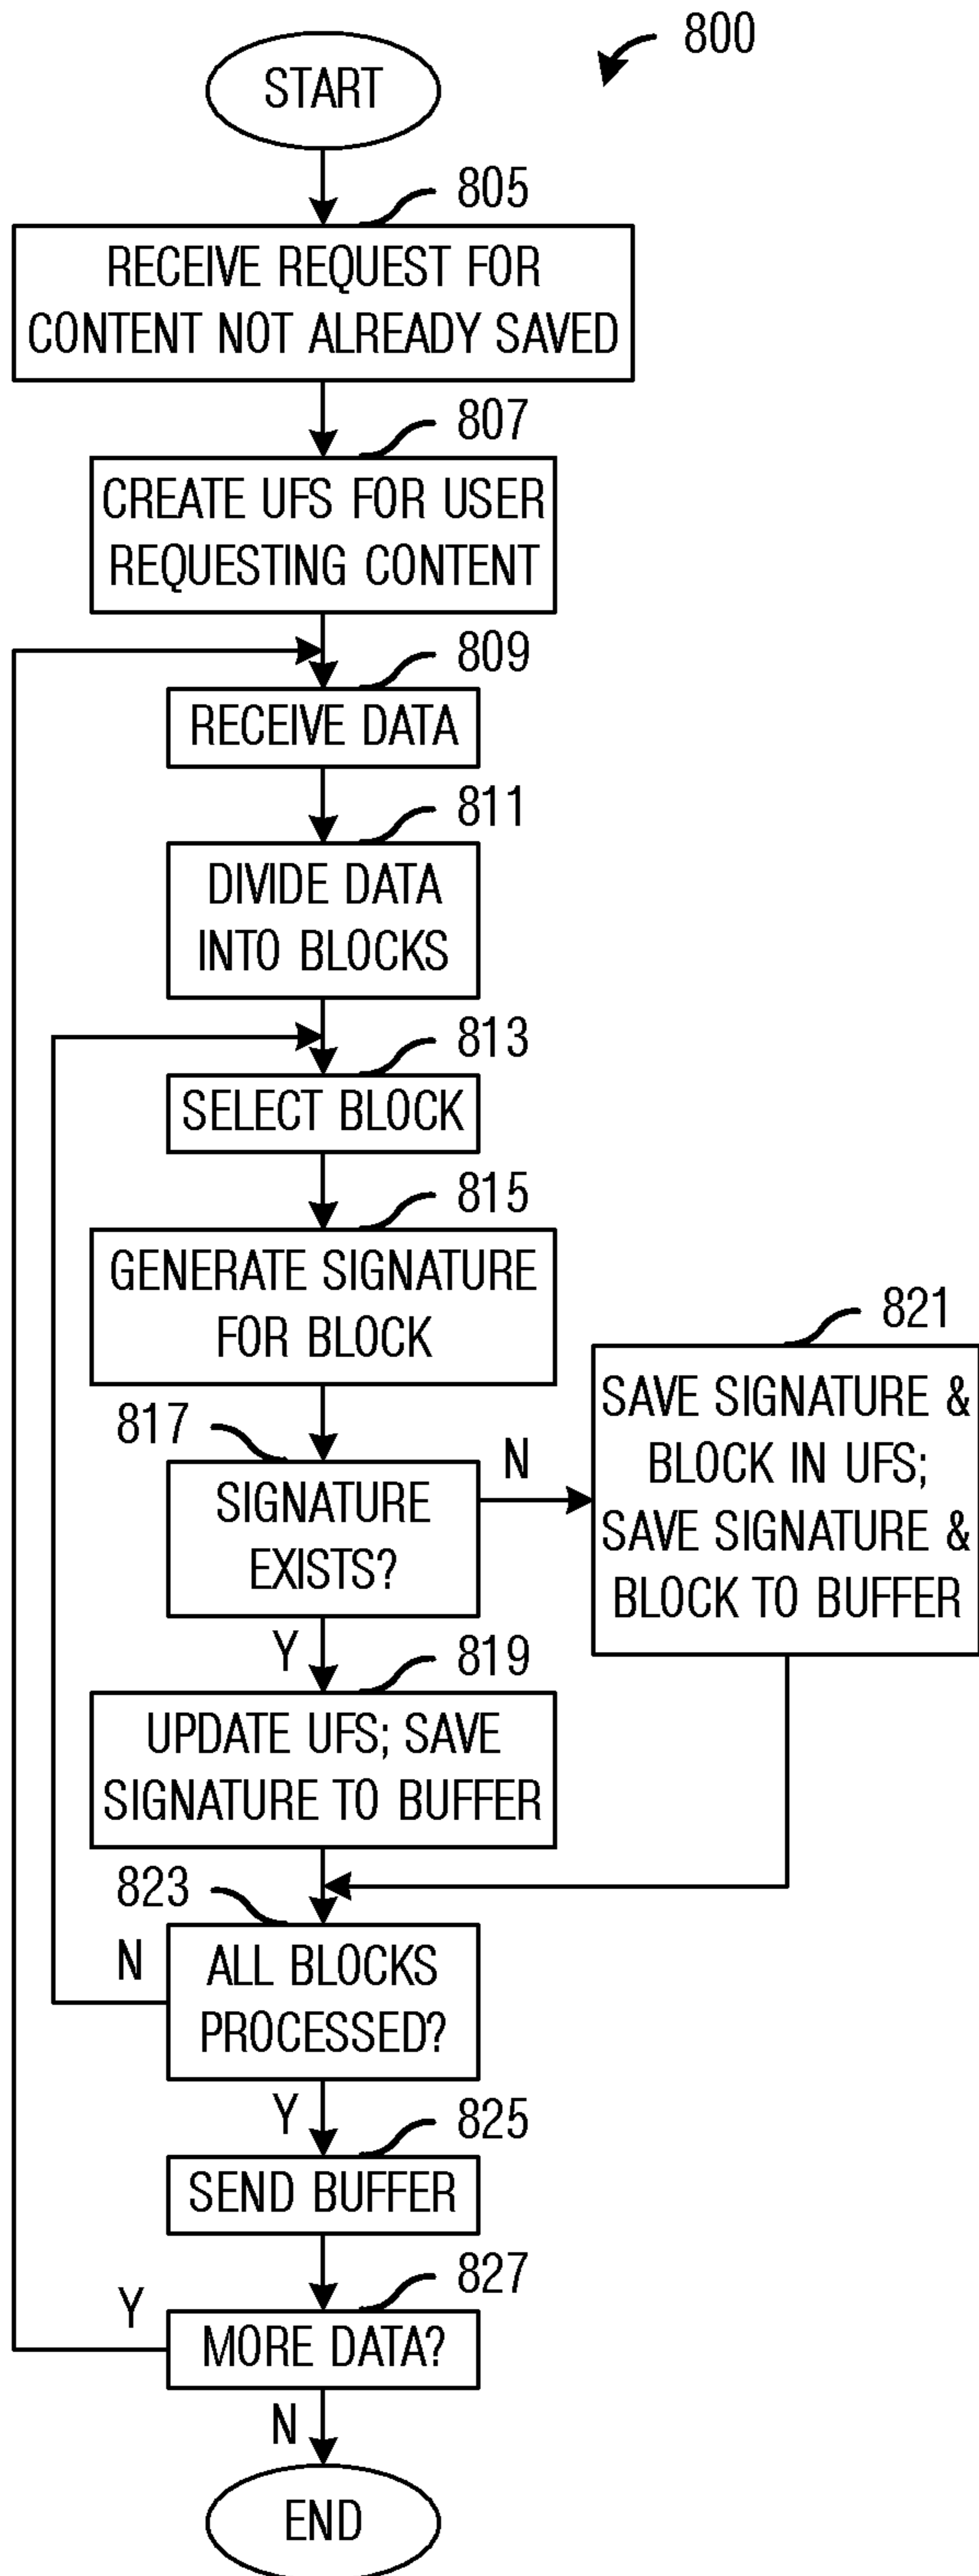 800
START
805
RECEIVE REQUEST FOR
CONTENT NOT ALREADY SAVED
807
CREATE UFS FOR USER
REQUESTING CONTENT
809
RECEIVE DATA
811
DIVIDE DATA
INTO BLOCKS
813
SELECT BLOCK
815
GENERATE SIGNATURE
FOR BLOCK
817
SIGNATURE
EXISTS?
N
821
SAVE SIGNATURE &
BLOCK IN UFS;
SAVE SIGNATURE &
BLOCK TO BUFFER
Y
819
UPDATE UFS; SAVE
SIGNATURE TO BUFFER
823
N
ALL BLOCKS
PROCESSED?
Y
825
SEND BUFFER
827
Y
MORE DATA?
N
END